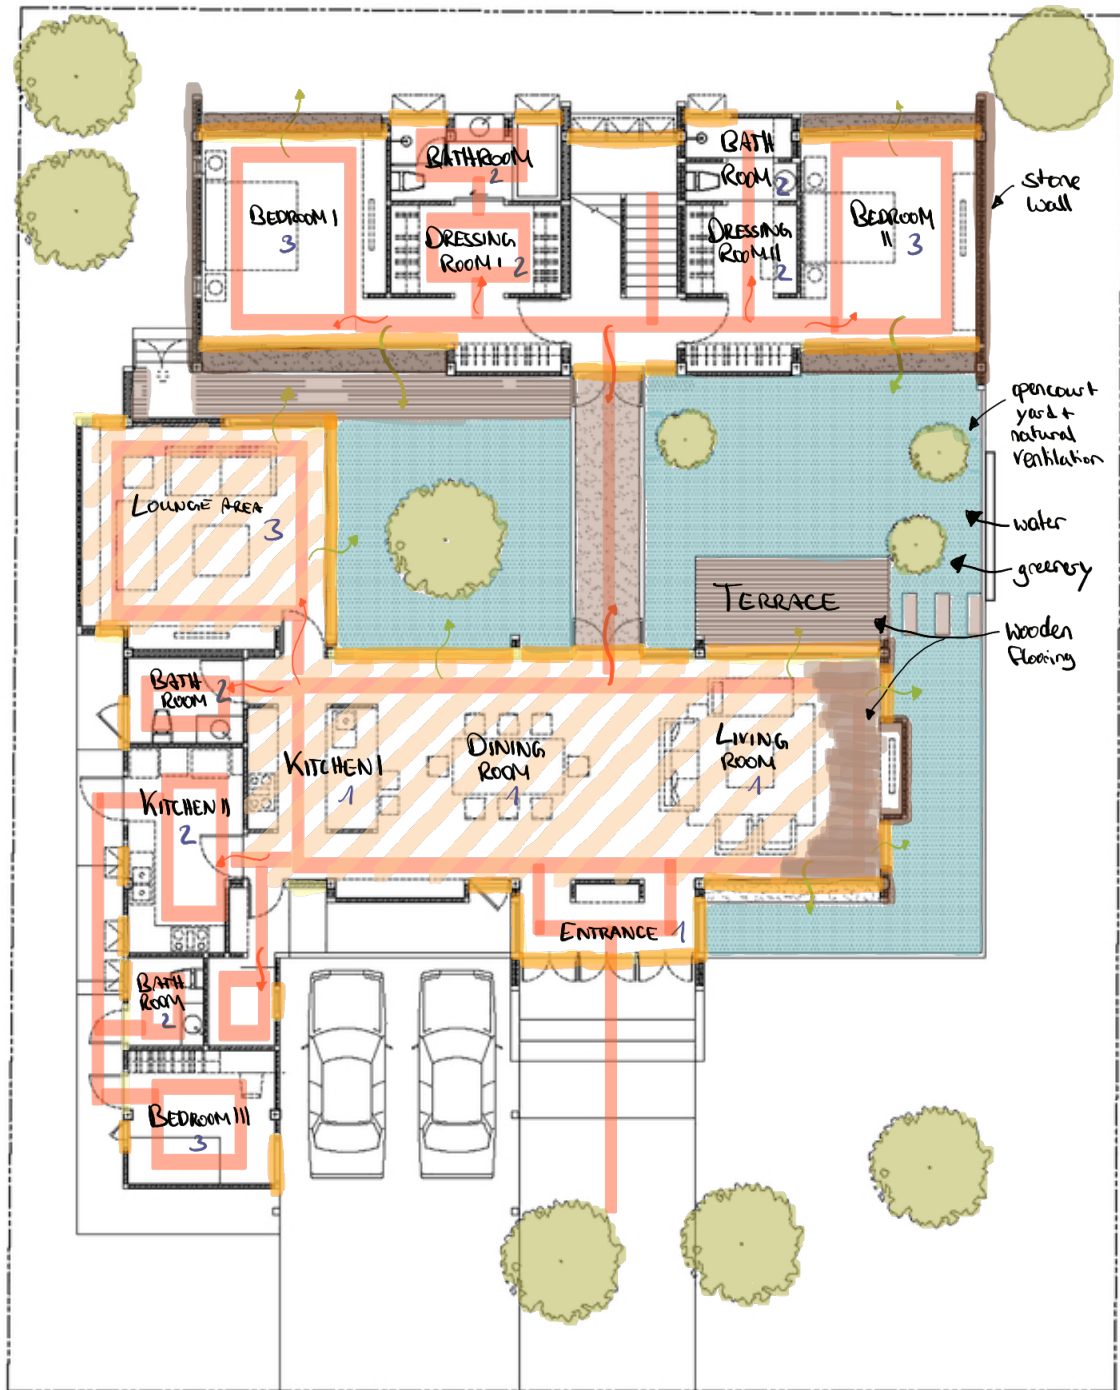 BATHROOM
2
BATH
ROOM 2
stone
wall
BEDROOM I
3
DRESSING
ROOM I 2
DRESSING
ROOM II
2
BEDROOM
II 3
opencourt
yard +
natural
ventilation
LOUNGE AREA
3
water
greenery
TERRACE
wooden
flooring
BATH
ROOM 2
KITCHEN I
1
DINING
ROOM
1
LIVING
ROOM
1
KITCHEN II
2
ENTRANCE 1
BATH
ROOM
2
BEDROOM III
3